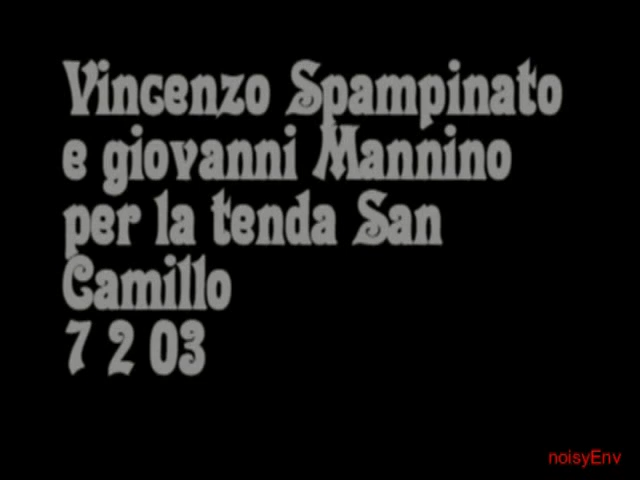 Vincenzo Spampinato
e giovanni Mannino
per la tenda San
Camillo
7 2 03
noisyEnv